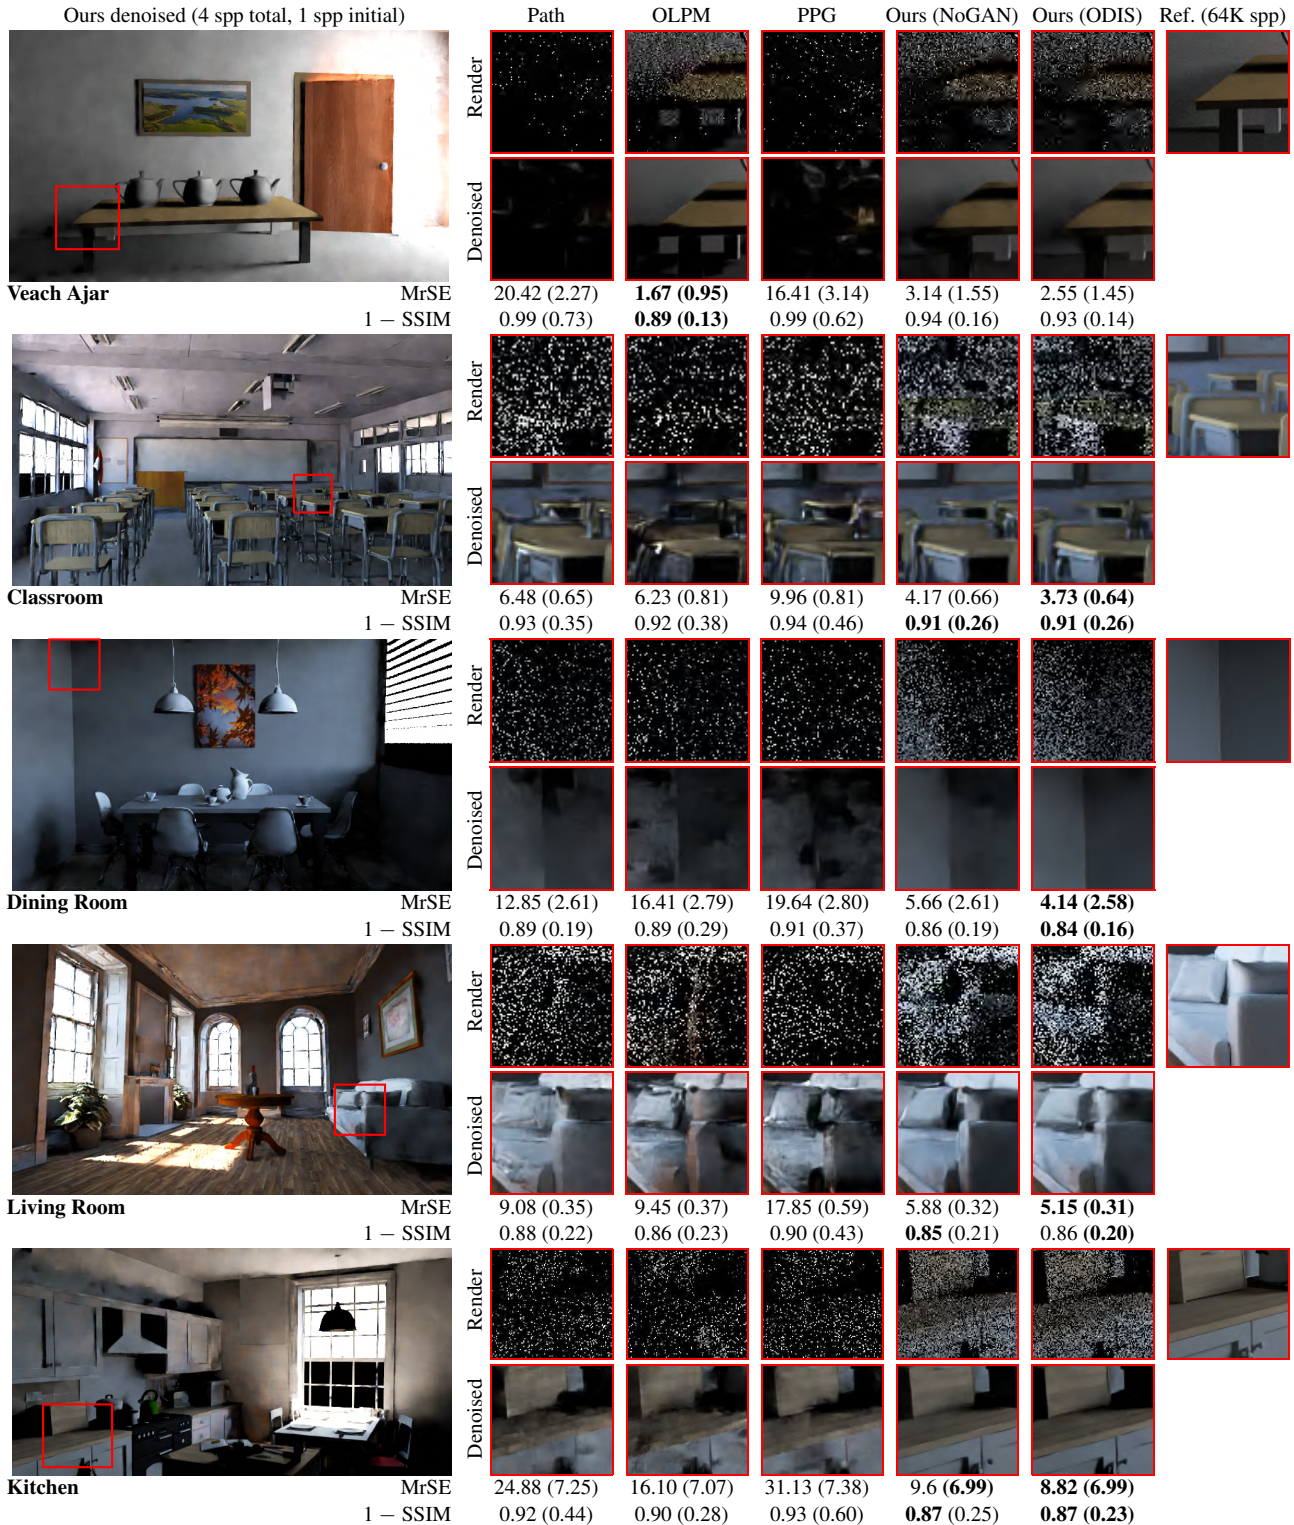 Ours denoised (4 spp total, 1 spp initial) Path OLPM PPG Ours (NoGAN) Ours (ODIS) Ref. (64K spp)
Render
Denoised
Veach Ajar MrSE 20.42 (2.27) 1.67 (0.95) 16.41 (3.14) 3.14 (1.55) 2.55 (1.45)
1 − SSIM 0.99 (0.73) 0.89 (0.13) 0.99 (0.62) 0.94 (0.16) 0.93 (0.14)
Render
Denoised
Classroom MrSE 6.48 (0.65) 6.23 (0.81) 9.96 (0.81) 4.17 (0.66) 3.73 (0.64)
1 − SSIM 0.93 (0.35) 0.92 (0.38) 0.94 (0.46) 0.91 (0.26) 0.91 (0.26)
Render
Denoised
Dining Room MrSE 12.85 (2.61) 16.41 (2.79) 19.64 (2.80) 5.66 (2.61) 4.14 (2.58)
1 − SSIM 0.89 (0.19) 0.89 (0.29) 0.91 (0.37) 0.86 (0.19) 0.84 (0.16)
Render
Denoised
Living Room MrSE 9.08 (0.35) 9.45 (0.37) 17.85 (0.59) 5.88 (0.32) 5.15 (0.31)
1 − SSIM 0.88 (0.22) 0.86 (0.23) 0.90 (0.43) 0.85 (0.21) 0.86 (0.20)
Render
Denoised
Kitchen MrSE 24.88 (7.25) 16.10 (7.07) 31.13 (7.38) 9.6 (6.99) 8.82 (6.99)
1 − SSIM 0.92 (0.44) 0.90 (0.28) 0.93 (0.60) 0.87 (0.25) 0.87 (0.23)